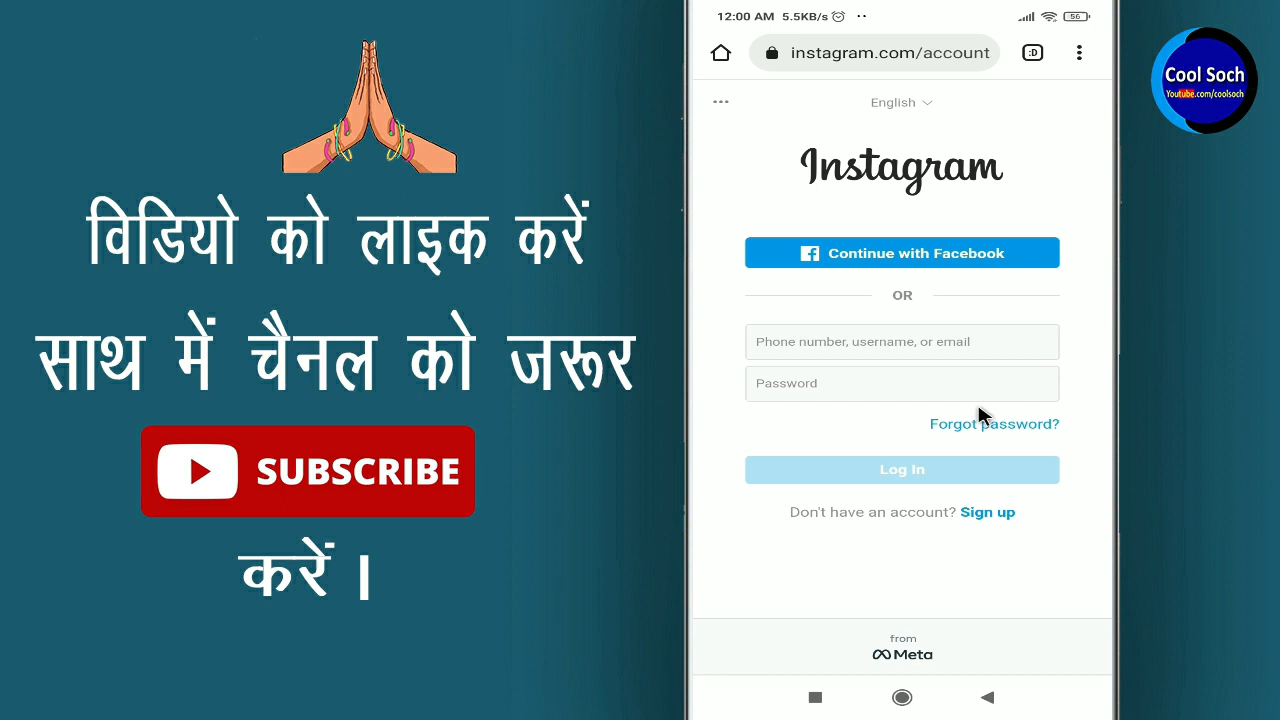 विडियो को लाइक करें
साथ में चैनल को जरूर
SUBSCRIBE
करें ।
12:00 AM 5.5KB/s
56
instagram.com/account
:D
English
Instagram
Continue with Facebook
OR
Phone number, username, or email
Password
Forgot password?
Log In
Don't have an account? Sign up
from
Meta
Cool Soch
Youtube.com/coolsoch